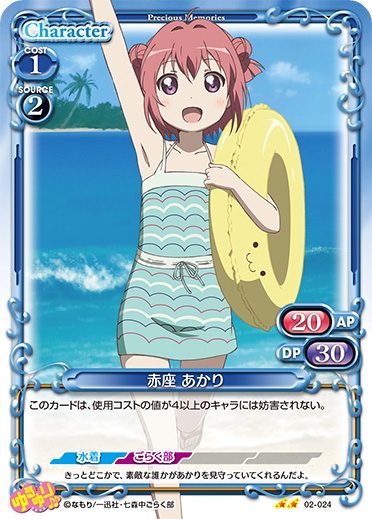 Precious Memories
Character
COST
1
SOURCE
2
20 AP
DP 30
赤座 あかり
このカードは、使用コストの値が4以上のキャラには妨害されない。
水着 ごらく部
きっとどこかで、素敵な誰かがあかりを見守っていてくれるんだよ。
ゆるゆり
©なもり/一迅社・七森中ごらく部
02-024